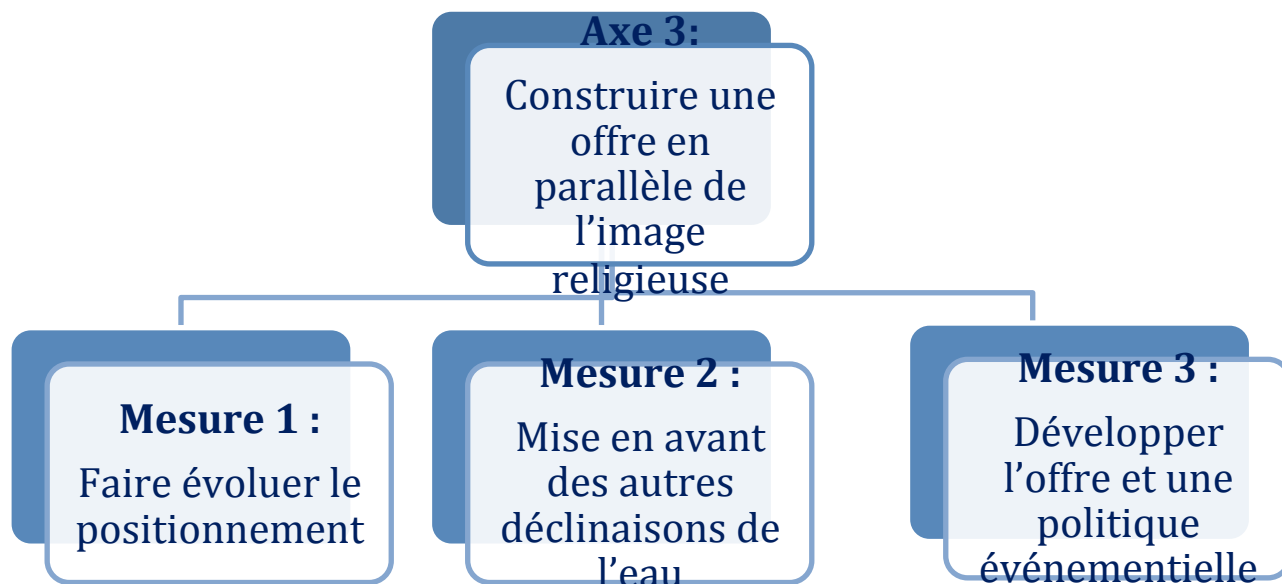 Axe 3:
Construire une
offre en
parallèle de
l’image
religieuse
Mesure 1 :
Faire évoluer le
positionnement
Mesure 2 :
Mise en avant
des autres
déclinaisons de
l’eau
Mesure 3 :
Développer
l’offre et une
politique
événementielle